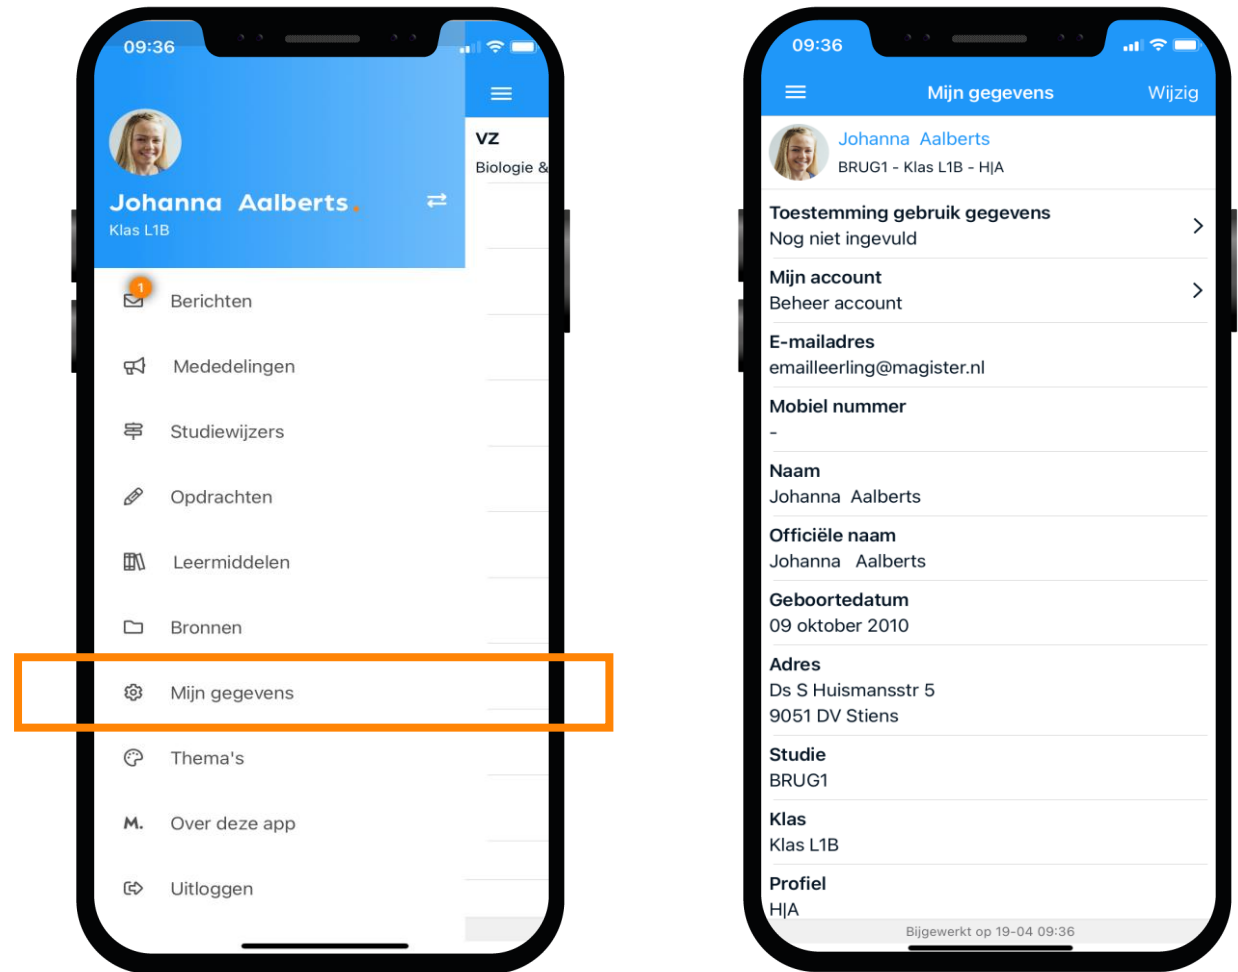 09:36
VZ
Biologie &
Johanna Aalberts.
Klas L1B
1
Berichten
Mededelingen
Studiewijzers
Opdrachten
Leermiddelen
Bronnen
Mijn gegevens
Thema's
M. Over deze app
Uitloggen
09:36
Mijn gegevens Wijzig
Johanna Aalberts
BRUG1 - Klas L1B - H|A
Toestemming gebruik gegevens
Nog niet ingevuld
Mijn account
Beheer account
E-mailadres
emailleerling@magister.nl
Mobiel nummer
-
Naam
Johanna Aalberts
Officiële naam
Johanna Aalberts
Geboortedatum
09 oktober 2010
Adres
Ds S Huismansstr 5
9051 DV Stiens
Studie
BRUG1
Klas
Klas L1B
Profiel
H|A
Bijgewerkt op 19-04 09:36